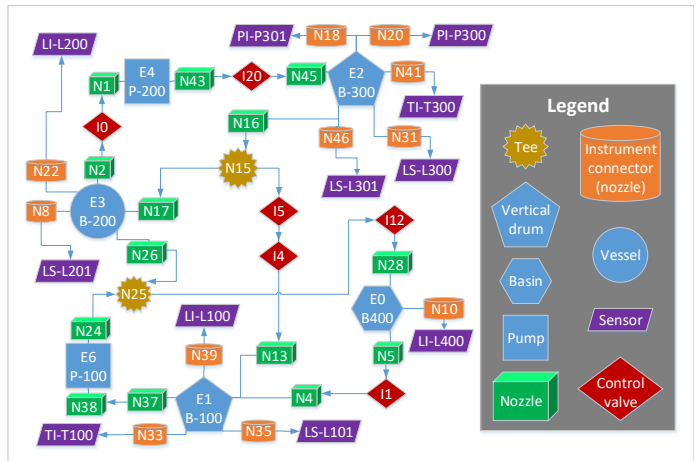 PI-P301
N18
N20
PI-P300
LI-L200
N1
E4
P-200
N43
I20
N45
E2
B-300
N41
TI-T300
I0
N16
N46
N31
N22
N2
N15
LS-L300
LS-L301
N8
E3
B-200
N17
I5
I12
LS-L201
N26
I4
N28
N25
E0
B400
N10
LI-L100
N24
N39
N13
N5
LI-L400
E6
P-100
N38
N37
E1
B-100
N4
I1
TI-T100
N33
N35
LS-L101
Legend
Tee
Instrument
connector
(nozzle)
Vertical
drum
Vessel
Basin
Sensor
Pump
Nozzle
Control
valve